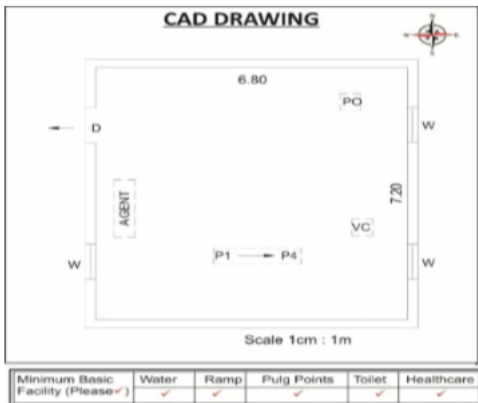 CAD DRAWING
N
W E
S
6.80
PO
D
W
AGENT
7.20
VC
P1 P4
W
W
Scale 1cm : 1m
Minimum Basic Facility (Please✓) Water Ramp Pulg Points Toilet Healthcare
✓ ✓ ✓ ✓ ✓